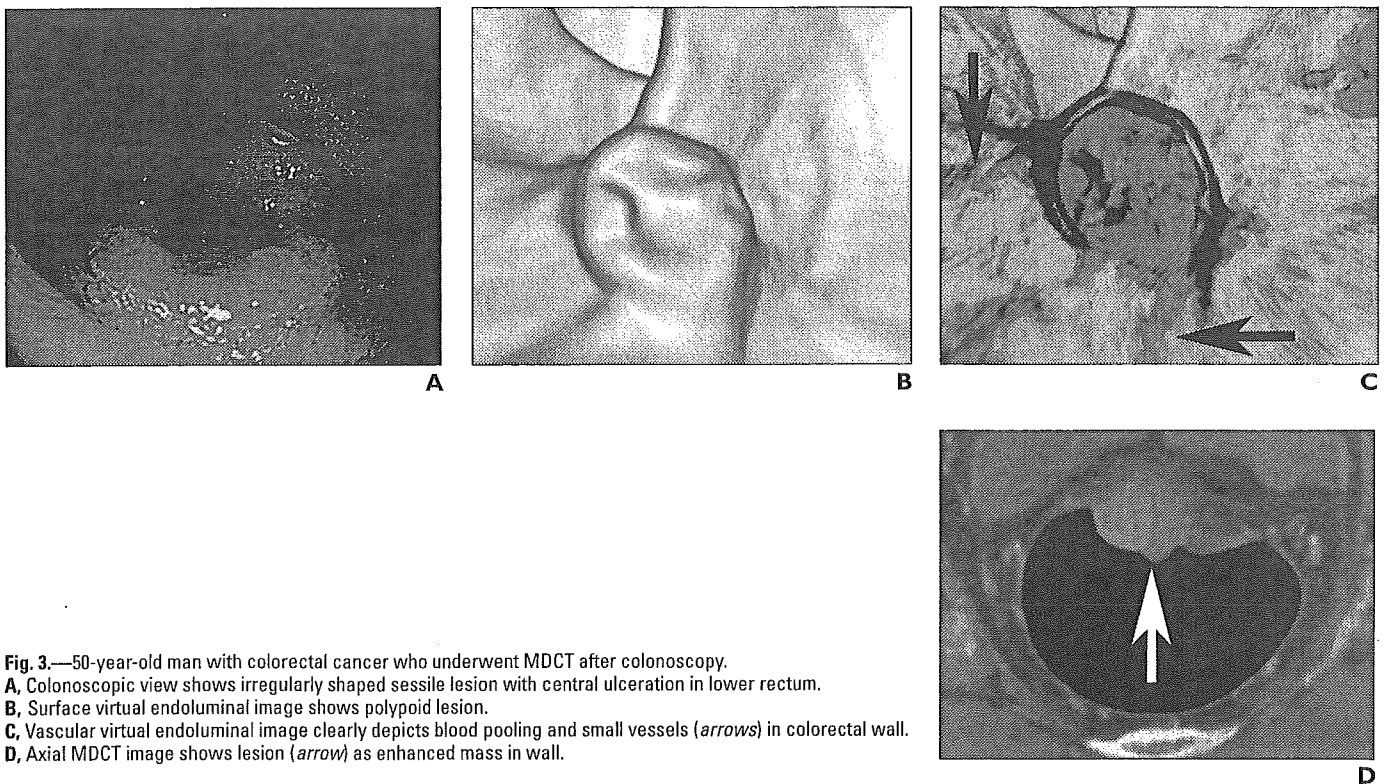 A
B
C
D
Fig. 3.—50-year-old man with colorectal cancer who underwent MDCT after colonoscopy.
A, Colonoscopic view shows irregularly shaped sessile lesion with central ulceration in lower rectum.
B, Surface virtual endoluminal image shows polypoid lesion.
C, Vascular virtual endoluminal image clearly depicts blood pooling and small vessels (arrows) in colorectal wall.
D, Axial MDCT image shows lesion (arrow) as enhanced mass in wall.